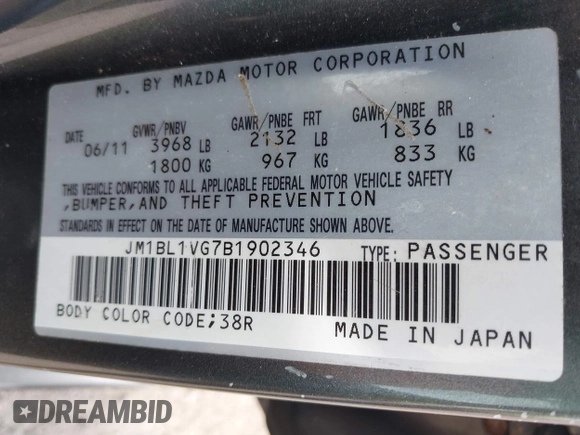 MFD. BY MAZDA MOTOR CORPORATION
DATE GVWR/PNBV GAWR/PNBE FRT GAWR/PNBE RR
06/11 3968 LB 2132 LB 1836 LB
1800 KG 967 KG 833 KG
THIS VEHICLE CONFORMS TO ALL APPLICABLE FEDERAL MOTOR VEHICLE SAFETY
,BUMPER,AND THEFT PREVENTION
STANDARDS IN EFFECT ON THE DATE OF MANUFACTURE SHOWN ABOVE.
JM1BL1VG7B1902346 TYPE: PASSENGER
BODY COLOR CODE;38R MADE IN JAPAN
DREAMBID